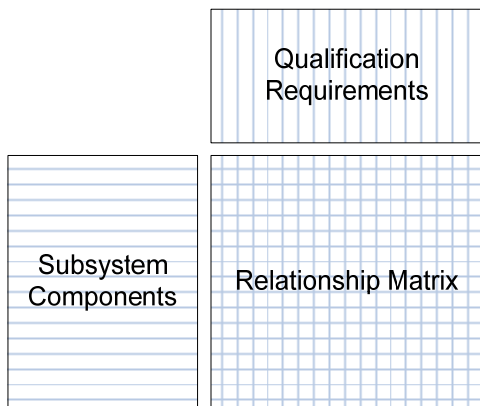 Qualification
Requirements
Subsystem
Components
Relationship Matrix